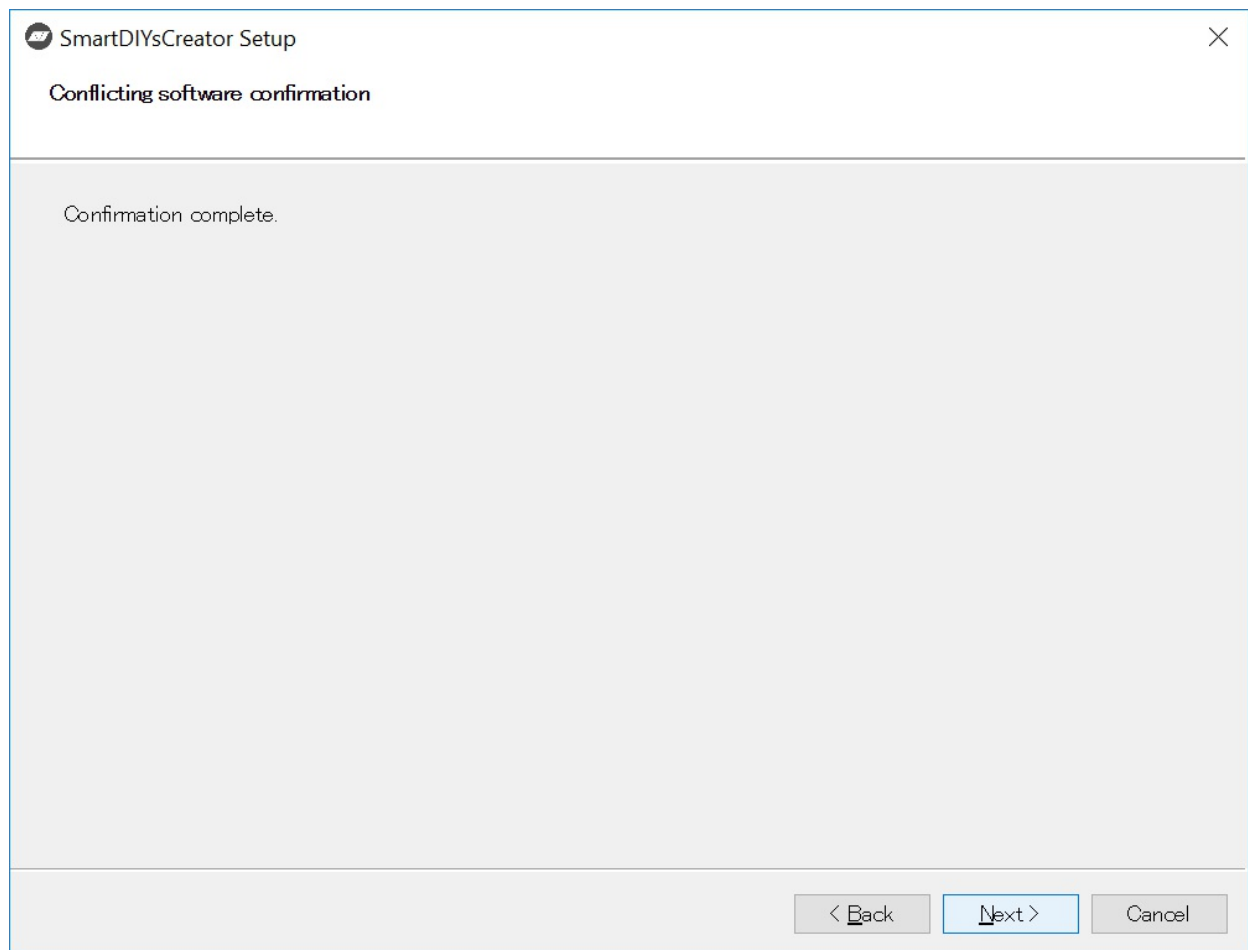 SmartDIYsCreator Setup
Conflicting software confirmation
Confirmation complete.
< Back
Next >
Cancel